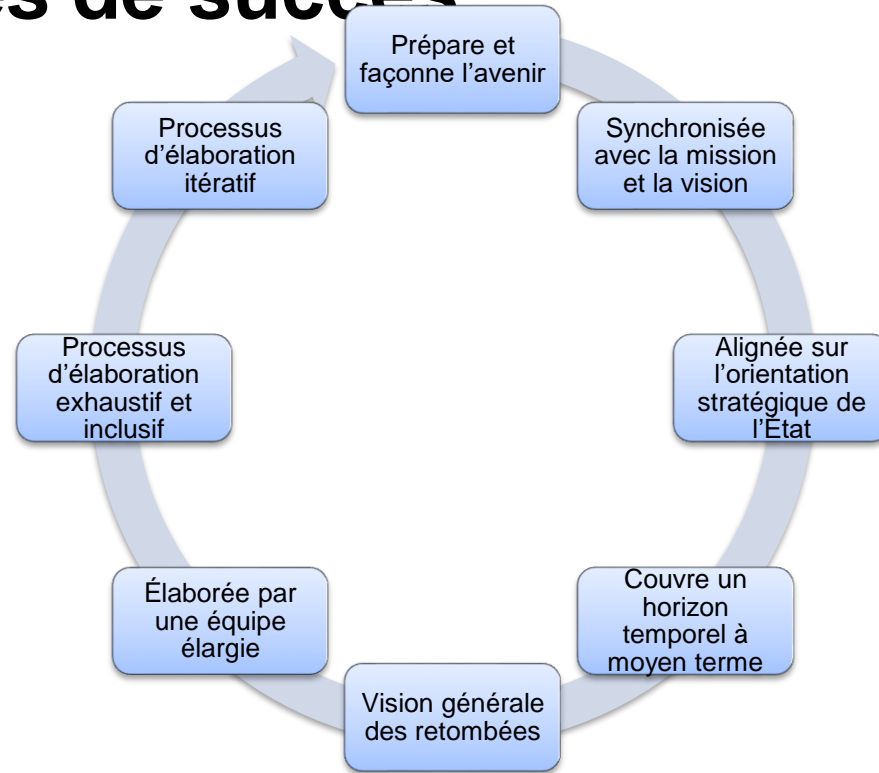 es de succès
Prépare et
façonne l’avenir
Synchronisée
avec la mission
et la vision
Alignée sur
l’orientation
stratégique de
l’État
Couvre un
horizon
temporel à
moyen terme
Vision générale
des retombées
Élaborée par
une équipe
élargie
Processus
d’élaboration
exhaustif et
inclusif
Processus
d’élaboration
itératif